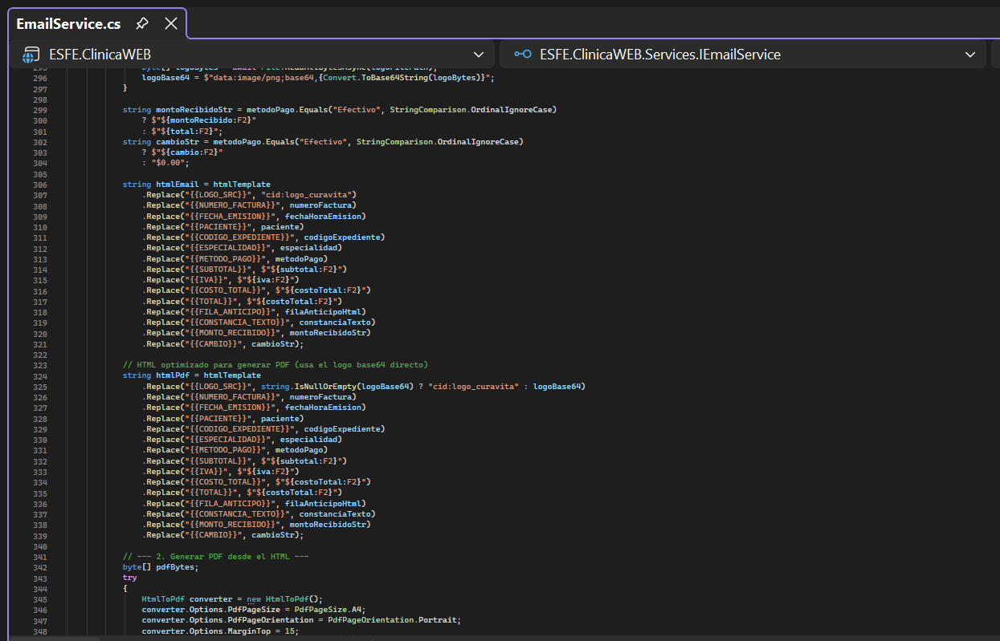 EmailService.cs
ESFE.ClinicaWEB
ESFE.ClinicaWEB.Services.IEmailService
295 byte[] logoBytes = await File.ReadAllBytesAsync(logoFilePath);
296 logoBase64 = $"data:image/png;base64,{Convert.ToBase64String(logoBytes)}";
297 }
298
299 string montoRecibidoStr = metodoPago.Equals("Efectivo", StringComparison.OrdinalIgnoreCase)
300 ? $"${montoRecibido:F2}"
301 : $"${total:F2}";
302 string cambioStr = metodoPago.Equals("Efectivo", StringComparison.OrdinalIgnoreCase)
303 ? $"${cambio:F2}"
304 : "$0.00";
305
306 string htmlEmail = htmlTemplate
307 .Replace("{{LOGO_SRC}}", "cid:logo_curavita")
308 .Replace("{{NUMERO_FACTURA}}", numeroFactura)
309 .Replace("{{FECHA_EMISION}}", fechaHoraEmision)
310 .Replace("{{PACIENTE}}", paciente)
311 .Replace("{{CODIGO_EXPEDIENTE}}", codigoExpediente)
312 .Replace("{{ESPECIALIDAD}}", especialidad)
313 .Replace("{{METODO_PAGO}}", metodoPago)
314 .Replace("{{SUBTOTAL}}", $"${subtotal:F2}")
315 .Replace("{{IVA}}", $"${iva:F2}")
316 .Replace("{{COSTO_TOTAL}}", $"${costoTotal:F2}")
317 .Replace("{{TOTAL}}", $"${costoTotal:F2}")
318 .Replace("{{FILA_ANTICIPO}}", filaAnticipoHtml)
319 .Replace("{{CONSTANCIA_TEXTO}}", constanciaTexto)
320 .Replace("{{MONTO_RECIBIDO}}", montoRecibidoStr)
321 .Replace("{{CAMBIO}}", cambioStr);
322
323 // HTML optimizado para generar PDF (usa el logo base64 directo)
324 string htmlPdf = htmlTemplate
325 .Replace("{{LOGO_SRC}}", string.IsNullOrEmpty(logoBase64) ? "cid:logo_curavita" : logoBase64)
326 .Replace("{{NUMERO_FACTURA}}", numeroFactura)
327 .Replace("{{FECHA_EMISION}}", fechaHoraEmision)
328 .Replace("{{PACIENTE}}", paciente)
329 .Replace("{{CODIGO_EXPEDIENTE}}", codigoExpediente)
330 .Replace("{{ESPECIALIDAD}}", especialidad)
331 .Replace("{{METODO_PAGO}}", metodoPago)
332 .Replace("{{SUBTOTAL}}", $"${subtotal:F2}")
333 .Replace("{{IVA}}", $"${iva:F2}")
334 .Replace("{{COSTO_TOTAL}}", $"${costoTotal:F2}")
335 .Replace("{{TOTAL}}", $"${costoTotal:F2}")
336 .Replace("{{FILA_ANTICIPO}}", filaAnticipoHtml)
337 .Replace("{{CONSTANCIA_TEXTO}}", constanciaTexto)
338 .Replace("{{MONTO_RECIBIDO}}", montoRecibidoStr)
339 .Replace("{{CAMBIO}}", cambioStr);
340
341 // --- 2. Generar PDF desde el HTML ---
342 byte[] pdfBytes;
343 try
344 {
345 HtmlToPdf converter = new HtmlToPdf();
346 converter.Options.PdfPageSize = PdfPageSize.A4;
347 converter.Options.PdfPageOrientation = PdfPageOrientation.Portrait;
348 converter.Options.MarginTop = 15;